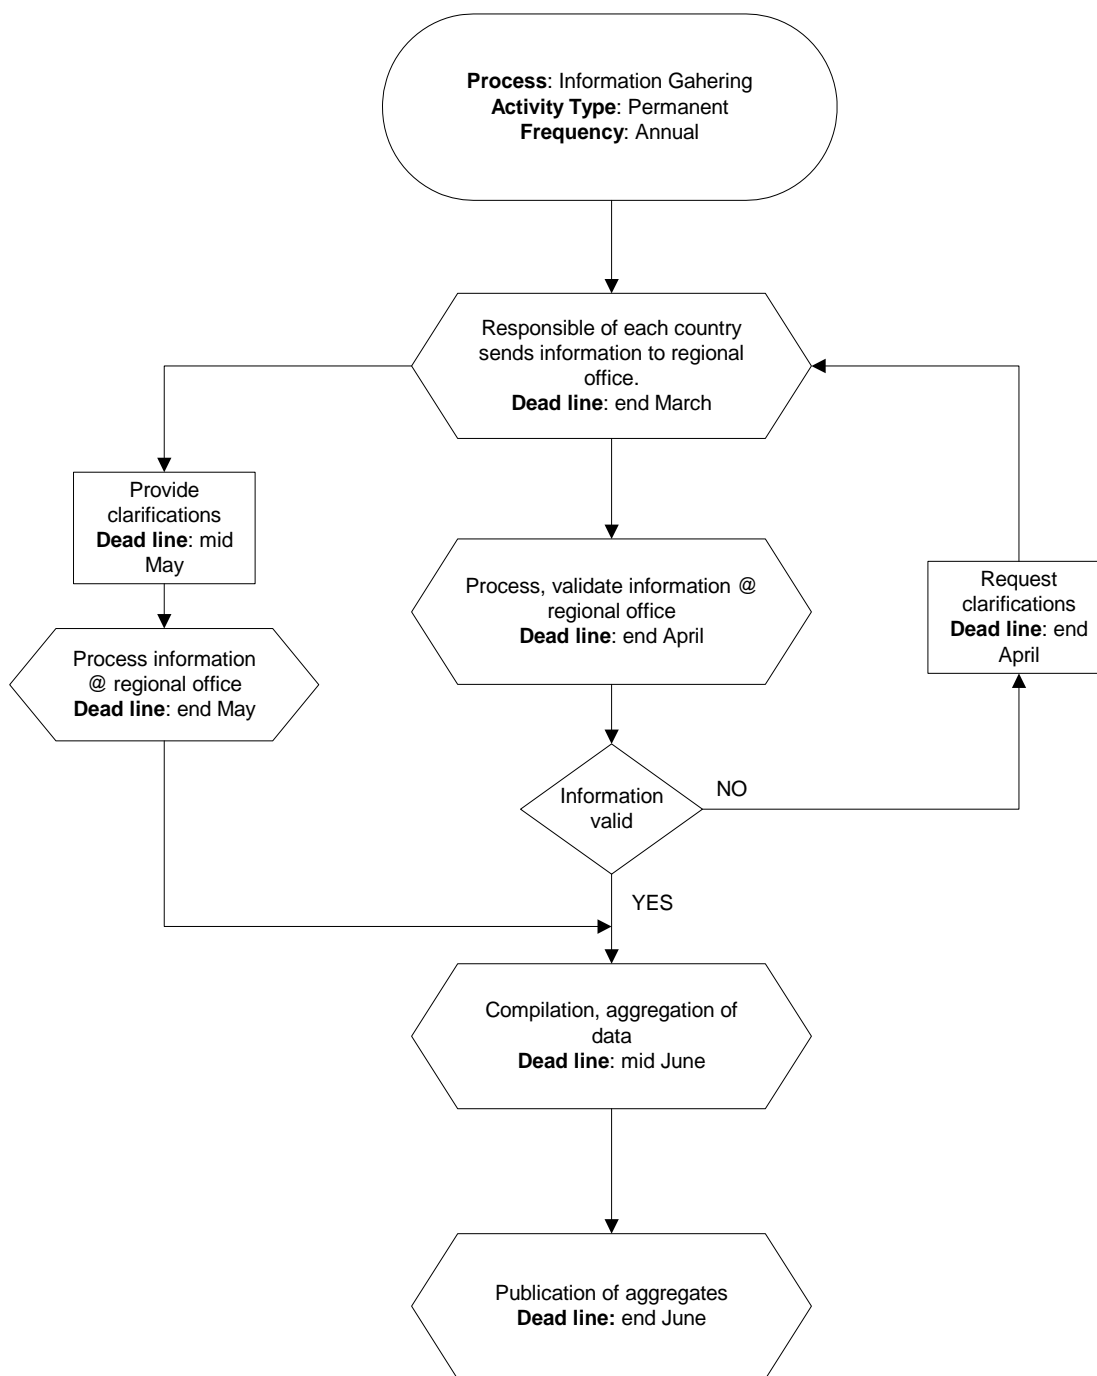 Process: Information Gahering
Activity Type: Permanent
Frequency: Annual
Responsible of each country
sends information to regional
office.
Dead line: end March
Provide
clarifications
Dead line: mid
May
Process, validate information @
regional office
Dead line: end April
Request
clarifications
Dead line: end
April
Process information
@ regional office
Dead line: end May
Information
valid
NO
YES
Compilation, aggregation of
data
Dead line: mid June
Publication of aggregates
Dead line: end June